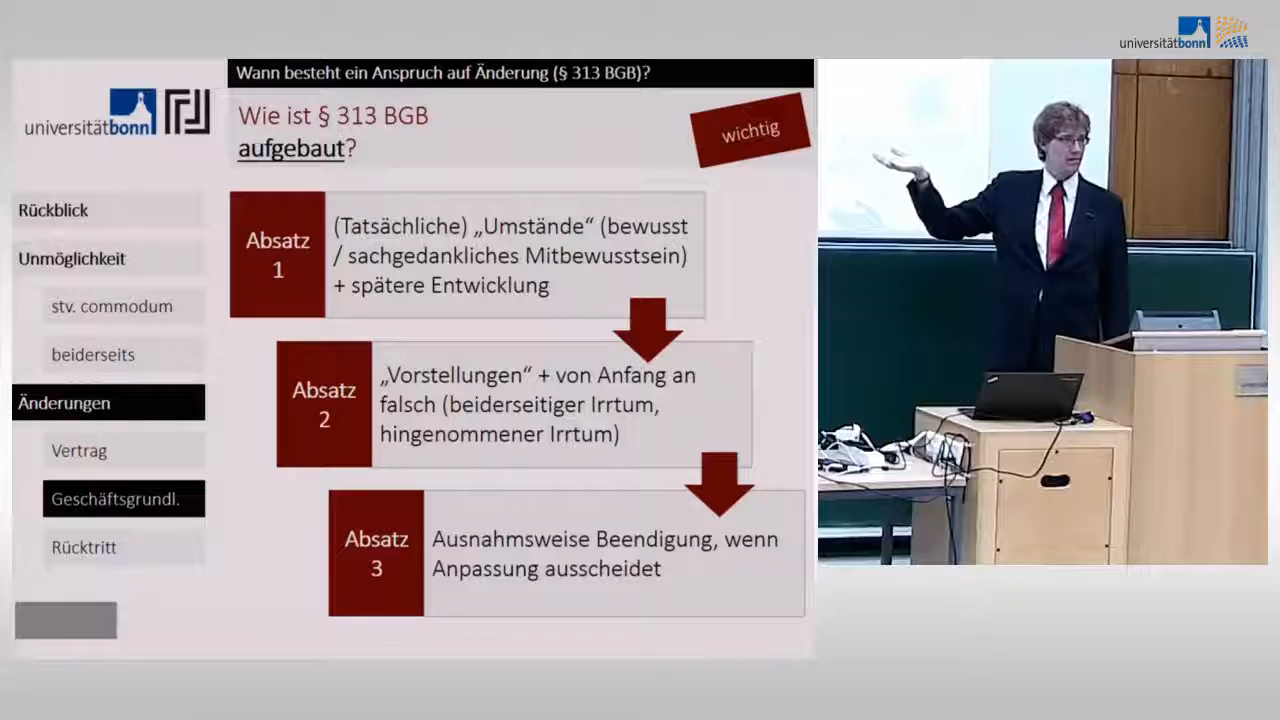 universitätbonn
Wann besteht ein Anspruch auf Änderung (§ 313 BGB)?
universitätbonn
Wie ist § 313 BGB
aufgebaut?
wichtig
Rückblick
Unmöglichkeit
stv. commodum
beiderseits
Änderungen
Vertrag
Geschäftsgrundl.
Rücktritt
Absatz
1
(Tatsächliche) „Umstände“ (bewusst
/ sachgedankliches Mitbewusstsein)
+ spätere Entwicklung
Absatz
2
„Vorstellungen“ + von Anfang an
falsch (beiderseitiger Irrtum,
hingenommener Irrtum)
Absatz
3
Ausnahmsweise Beendigung, wenn
Anpassung ausscheidet